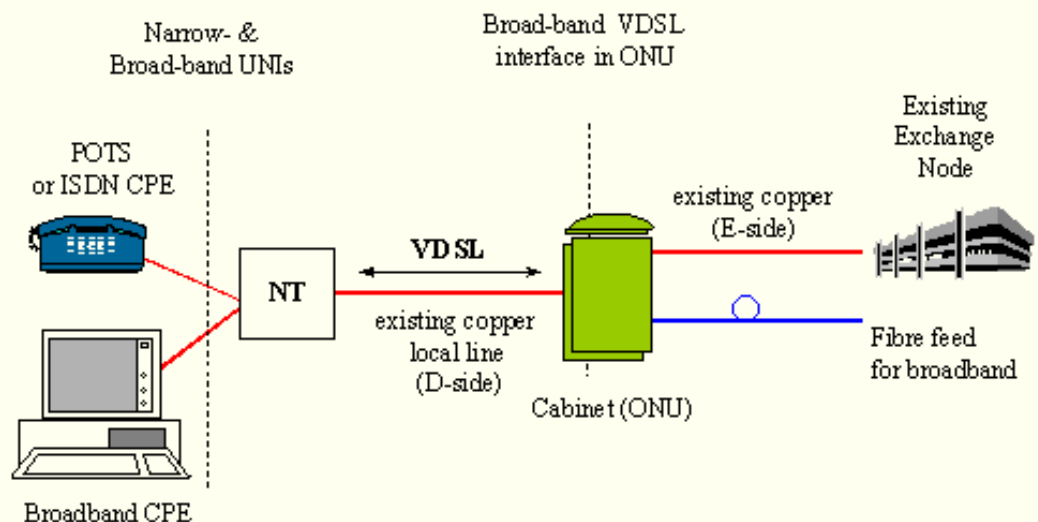 Narrow- &
Broad-band UNIs
Broad-band VDSL
interface in ONU
Existing
Exchange
Node
POTS
or ISDN CPE
existing copper
(E-side)
VDSL
NT
existing copper
local line
(D-side)
Fibre feed
for broadband
Cabinet (ONU)
Broadband CPE